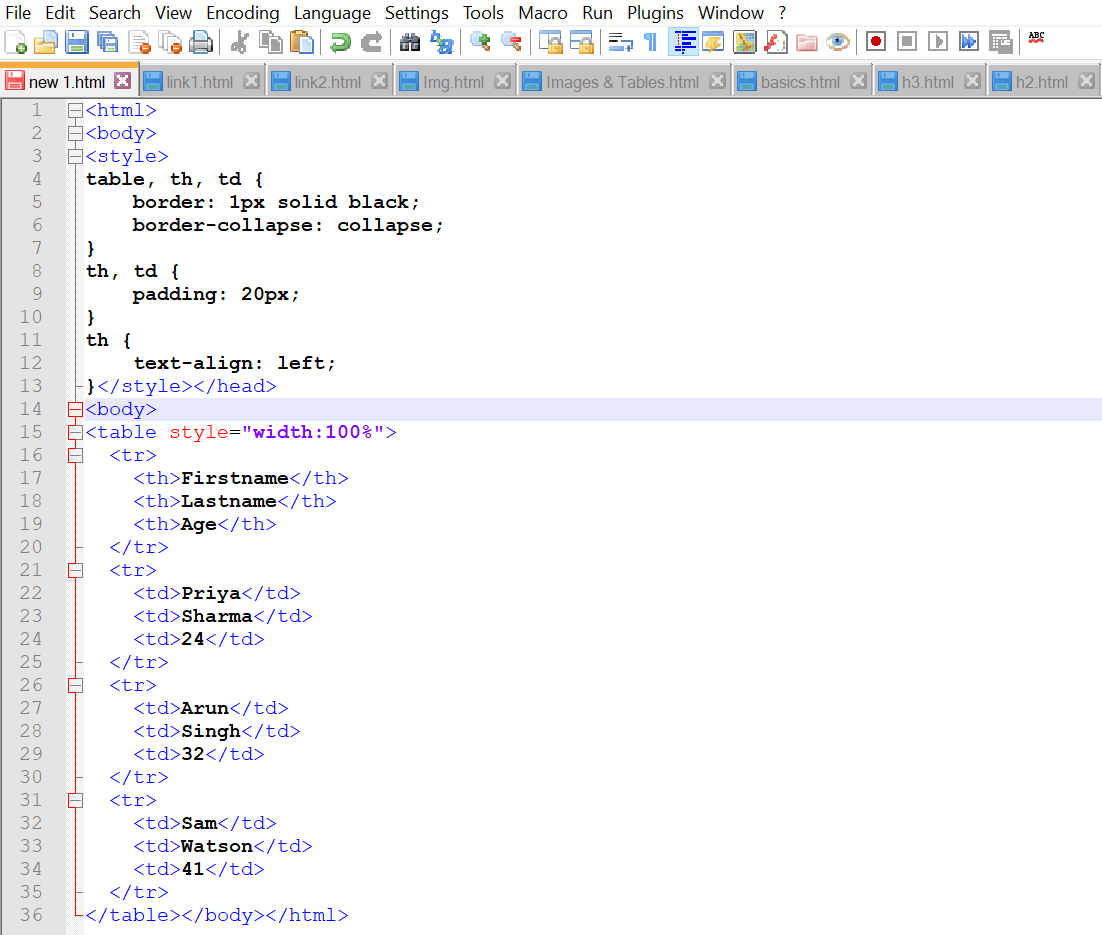 File Edit Search View Encoding Language Settings Tools Macro Run Plugins Window ?
ABC
new 1.html link1.html link2.html Img.html Images & Tables.html basics.html h3.html h2.html
1 <html>
2 <body>
3 <style>
4 table, th, td {
5     border: 1px solid black;
6     border-collapse: collapse;
7 }
8 th, td {
9     padding: 20px;
10 }
11 th {
12     text-align: left;
13 }</style></head>
14 <body>
15 <table style="width:100%">
16   <tr>
17     <th>Firstname</th>
18     <th>Lastname</th>
19     <th>Age</th>
20   </tr>
21   <tr>
22     <td>Priya</td>
23     <td>Sharma</td>
24     <td>24</td>
25   </tr>
26   <tr>
27     <td>Arun</td>
28     <td>Singh</td>
29     <td>32</td>
30   </tr>
31   <tr>
32     <td>Sam</td>
33     <td>Watson</td>
34     <td>41</td>
35   </tr>
36 </table></body></html>